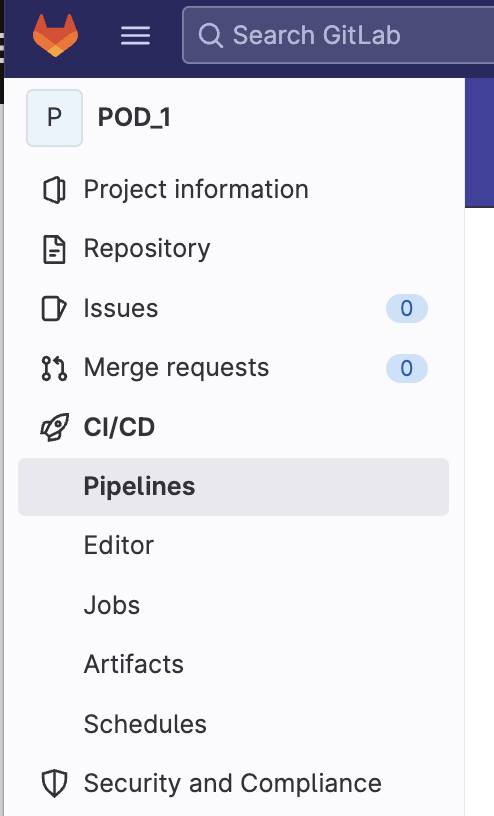 Search GitLab
P POD_1
Project information
Repository
Issues 0
Merge requests 0
CI/CD
Pipelines
Editor
Jobs
Artifacts
Schedules
Security and Compliance